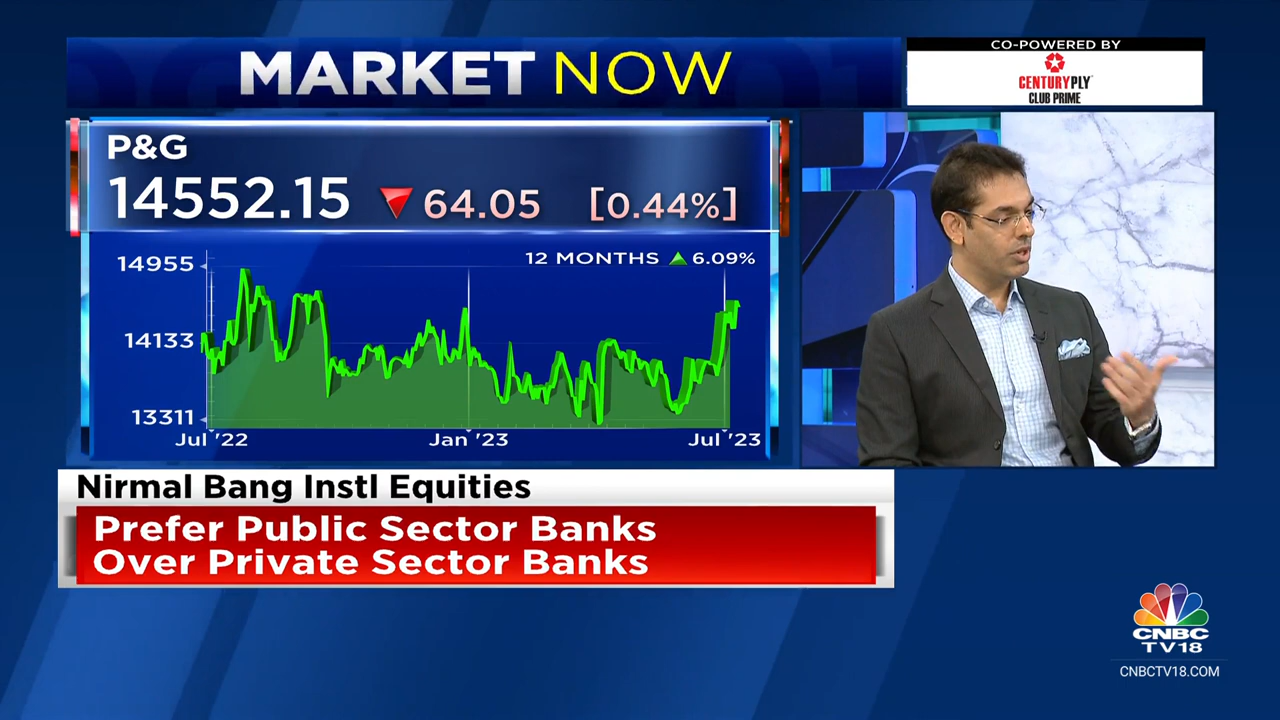 MARKET NOW
CO-POWERED BY
CENTURYPLY
CLUB PRIME
P&G
14552.15 ▼ 64.05 [0.44%]
12 MONTHS ▲ 6.09%
14955
14133
13311
Jul '22 Jan '23 Jul '23
Nirmal Bang Instl Equities
Prefer Public Sector Banks
Over Private Sector Banks
CNBC
TV18
CNBCTV18.COM